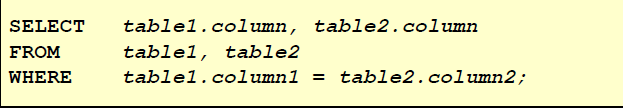 SELECT table1.column, table2.column
FROM table1, table2
WHERE table1.column1 = table2.column2;